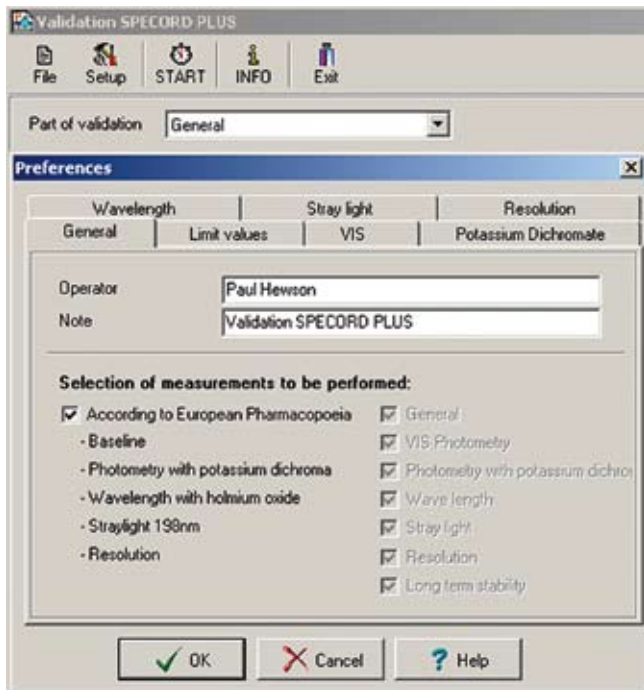 Validation SPECORD PLUS
File Setup START INFO Exit
Part of validation General
Preferences
Wavelength Stray light Resolution
General Limit values VIS Potassium Dichromate
Operator Paul Hewson
Note Validation SPECORD PLUS
Selection of measurements to be performed:
According to European Pharmacopoeia General
- Baseline VIS Photometry
- Photometry with potassium dichroma Photometry with potassium dichro
- Wavelength with holmium oxide Wave length
- Straylight 198nm Stray light
- Resolution Resolution
Long term stability
OK Cancel ? Help